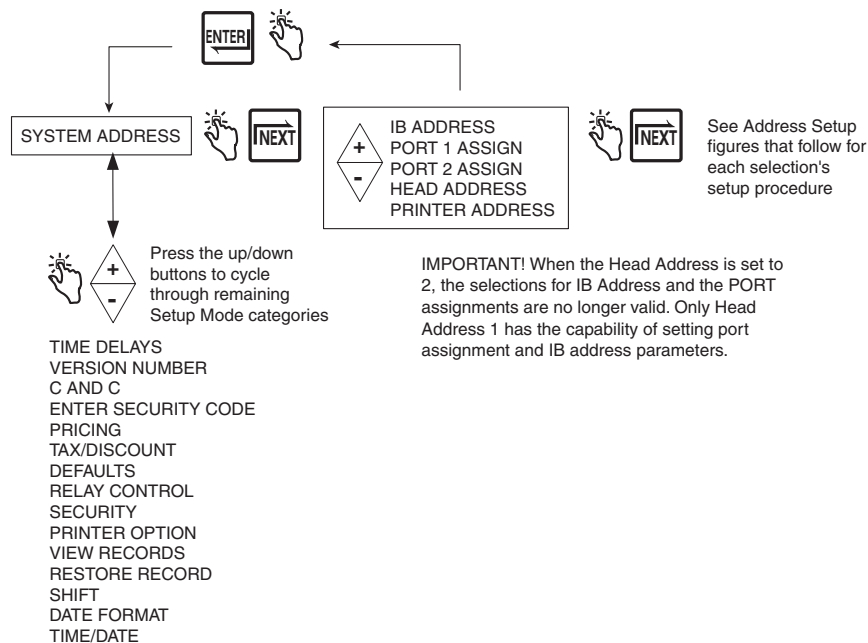 ENTER
SYSTEM ADDRESS
NEXT
+
-
IB ADDRESS
PORT 1 ASSIGN
PORT 2 ASSIGN
HEAD ADDRESS
PRINTER ADDRESS
NEXT
See Address Setup
figures that follow for
each selection's
setup procedure
+
-
Press the up/down
buttons to cycle
through remaining
Setup Mode categories
IMPORTANT! When the Head Address is set to
2, the selections for IB Address and the PORT
assignments are no longer valid. Only Head
Address 1 has the capability of setting port
assignment and IB address parameters.
TIME DELAYS
VERSION NUMBER
C AND C
ENTER SECURITY CODE
PRICING
TAX/DISCOUNT
DEFAULTS
RELAY CONTROL
SECURITY
PRINTER OPTION
VIEW RECORDS
RESTORE RECORD
SHIFT
DATE FORMAT
TIME/DATE